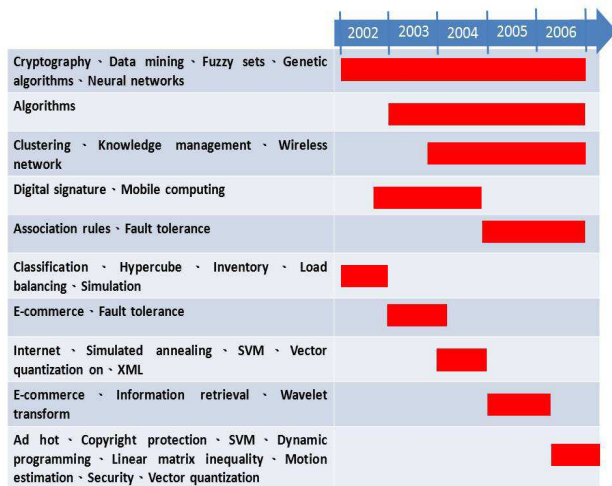 2002 2003 2004 2005 2006
Cryptography、Data mining、Fuzzy sets、Genetic
algorithms、Neural networks
Algorithms
Clustering、Knowledge management、Wireless
network
Digital signature、Mobile computing
Association rules、Fault tolerance
Classification、Hypercube、Inventory、Load
balancing、Simulation
E-commerce、Fault tolerance
Internet、Simulated annealing、SVM、Vector
quantization on、XML
E-commerce、Information retrieval、Wavelet
transform
Ad hot、Copyright protection、SVM、Dynamic
programming、Linear matrix inequality、Motion
estimation、Security、Vector quantization